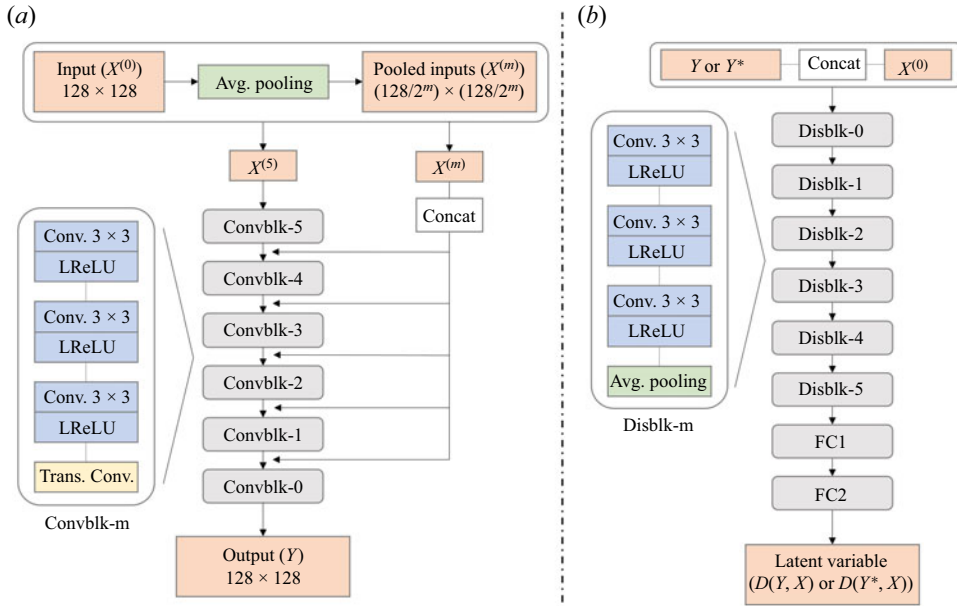 (a)
Input (X⁽⁰⁾)
128 × 128
Avg. pooling
Pooled inputs (X⁽ᵐ⁾)
(128/2ᵐ) × (128/2ᵐ)
X⁽⁵⁾
X⁽ᵐ⁾
Concat
Convblk-5
Convblk-4
Convblk-3
Convblk-2
Convblk-1
Convblk-0
Output (Y)
128 × 128
Conv. 3 × 3
LReLU
Conv. 3 × 3
LReLU
Conv. 3 × 3
LReLU
Trans. Conv.
Convblk-m
(b)
Y or Y*
Concat
X⁽⁰⁾
Disblk-0
Disblk-1
Disblk-2
Disblk-3
Disblk-4
Disblk-5
FC1
FC2
Latent variable
(D(Y, X) or D(Y*, X))
Conv. 3 × 3
LReLU
Conv. 3 × 3
LReLU
Conv. 3 × 3
LReLU
Avg. pooling
Disblk-m